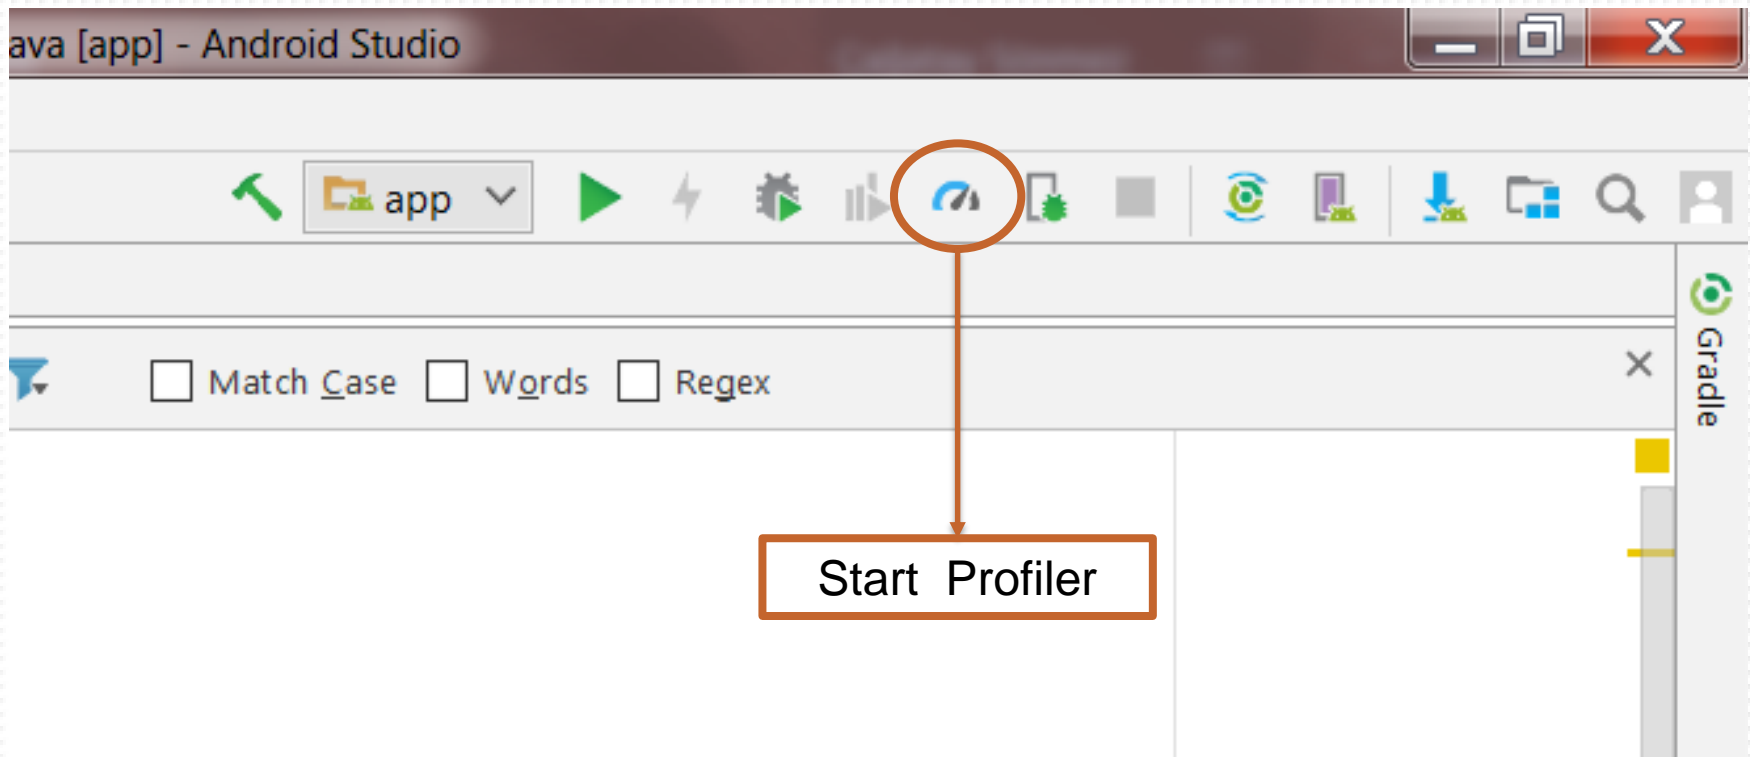 ava [app] - Android Studio
app
Match Case Words Regex
Gradle
Start Profiler